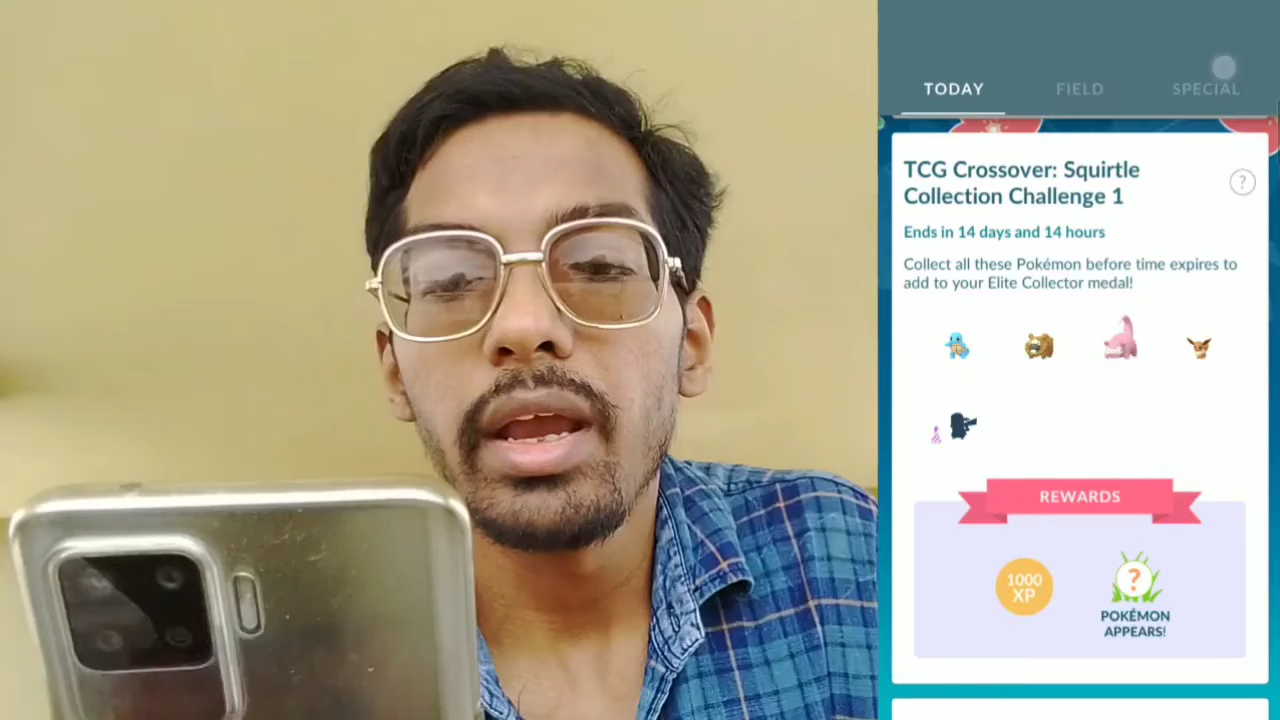 TODAY FIELD SPECIAL
TCG Crossover: Squirtle
Collection Challenge 1
?
Ends in 14 days and 14 hours
Collect all these Pokémon before time expires to
add to your Elite Collector medal!
REWARDS
1000
XP
?
POKÉMON
APPEARS!